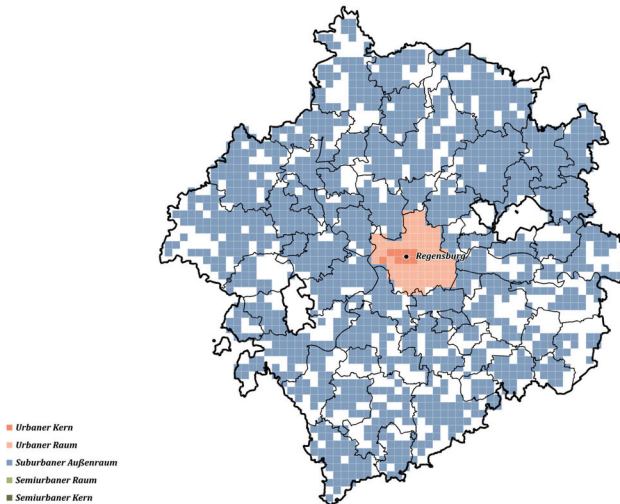 Regensburg
Urbaner Kern
Urbaner Raum
Suburbaner Außenraum
Semiurbaner Raum
Semiurbaner Kern